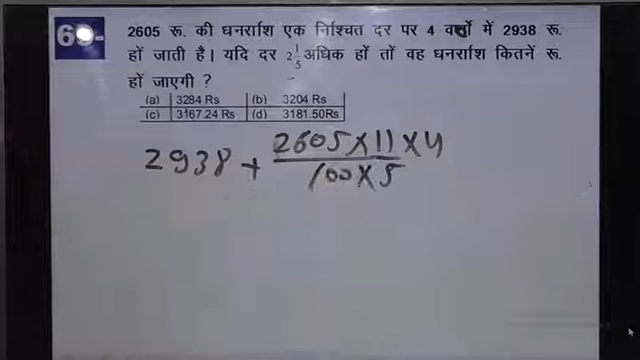 69-
2605 रू. की धनराशि एक निश्चित दर पर 4 वर्षो में 2938 रू.
हों जाती है। यदि दर 2 1/5 अधिक हों तों वह धनराशि कितनें रू.
हों जाएगी ?
(a) 3284 Rs (b) 3204 Rs
(c) 3167.24 Rs (d) 3181.50Rs
2938 + 2605×11×4
100×5